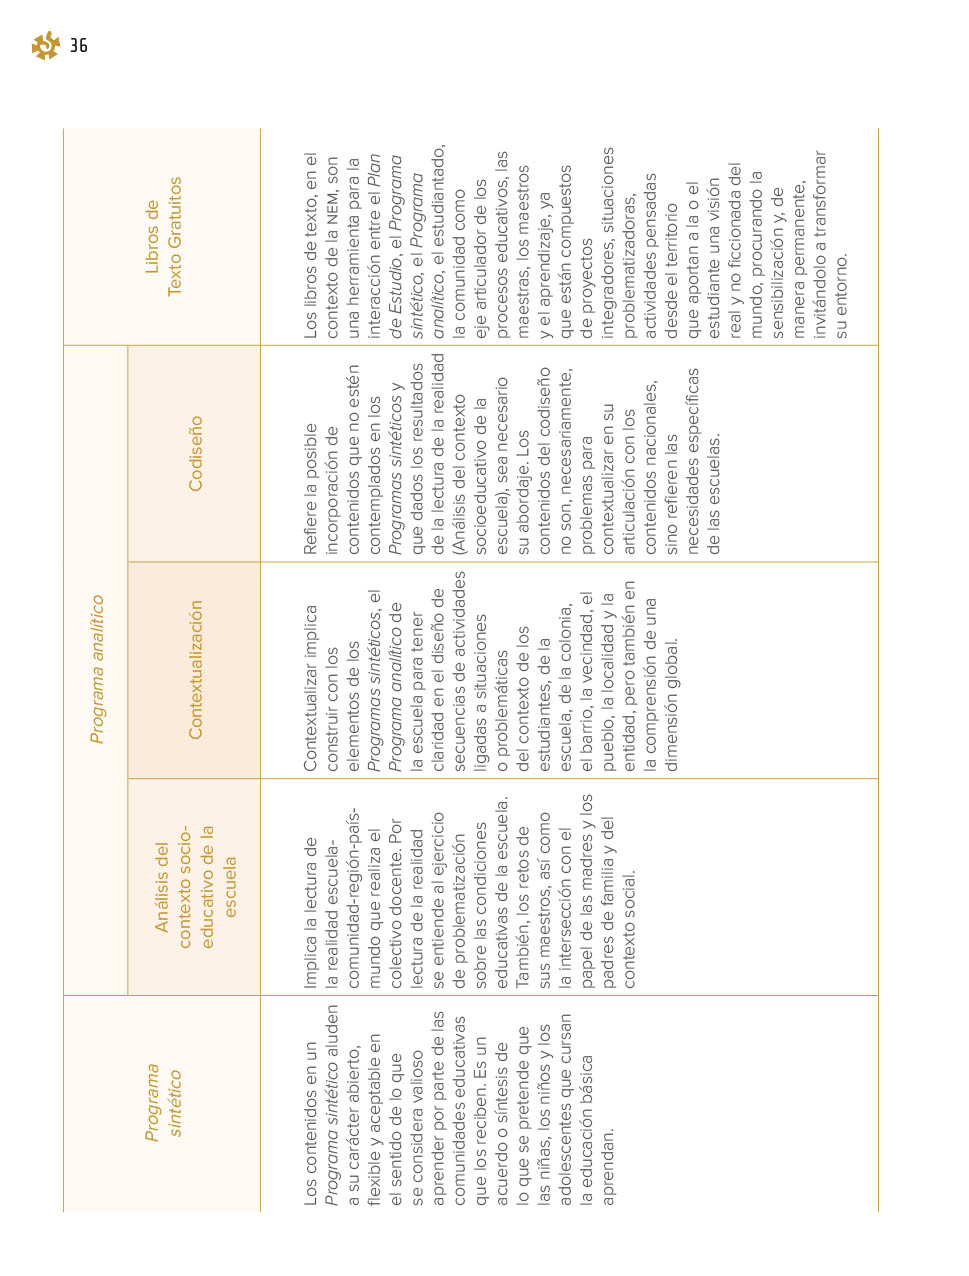 36
Programa
sintético
Programa analítico
Libros de
Texto Gratuitos
Análisis del
contexto socio-
educativo de la
escuela
Contextualización
Codiseño
Los contenidos en un
Programa sintético aluden
a su carácter abierto,
flexible y aceptable en
el sentido de lo que
se considera valioso
aprender por parte de las
comunidades educativas
que los reciben. Es un
acuerdo o síntesis de
lo que se pretende que
las niñas, los niños y los
adolescentes que cursan
la educación básica
aprendan.
Implica la lectura de
la realidad escuela-
comunidad-región-país-
mundo que realiza el
colectivo docente. Por
lectura de la realidad
se entiende al ejercicio
de problematización
sobre las condiciones
educativas de la escuela.
También, los retos de
sus maestros, así como
la intersección con el
papel de las madres y los
padres de familia y del
contexto social.
Contextualizar implica
construir con los
elementos de los
Programas sintéticos, el
Programa analítico de
la escuela para tener
claridad en el diseño de
secuencias de actividades
ligadas a situaciones
o problemáticas
del contexto de los
estudiantes, de la
escuela, de la colonia,
el barrio, la vecindad, el
pueblo, la localidad y la
entidad, pero también en
la comprensión de una
dimensión global.
Refiere la posible
incorporación de
contenidos que no estén
contemplados en los
Programas sintéticos y
que dados los resultados
de la lectura de la realidad
(Análisis del contexto
socioeducativo de la
escuela), sea necesario
su abordaje. Los
contenidos del codiseño
no son, necesariamente,
problemas para
contextualizar en su
articulación con los
contenidos nacionales,
sino refieren las
necesidades específicas
de las escuelas.
Los libros de texto, en el
contexto de la NEM, son
una herramienta para la
interacción entre el Plan
de Estudio, el Programa
sintético, el Programa
analítico, el estudiantado,
la comunidad como
eje articulador de los
procesos educativos, las
maestras, los maestros
y el aprendizaje, ya
que están compuestos
de proyectos
integradores, situaciones
problematizadoras,
actividades pensadas
desde el territorio
que aportan a la o el
estudiante una visión
real y no ficcionada del
mundo, procurando la
sensibilización y, de
manera permanente,
invitándolo a transformar
su entorno.